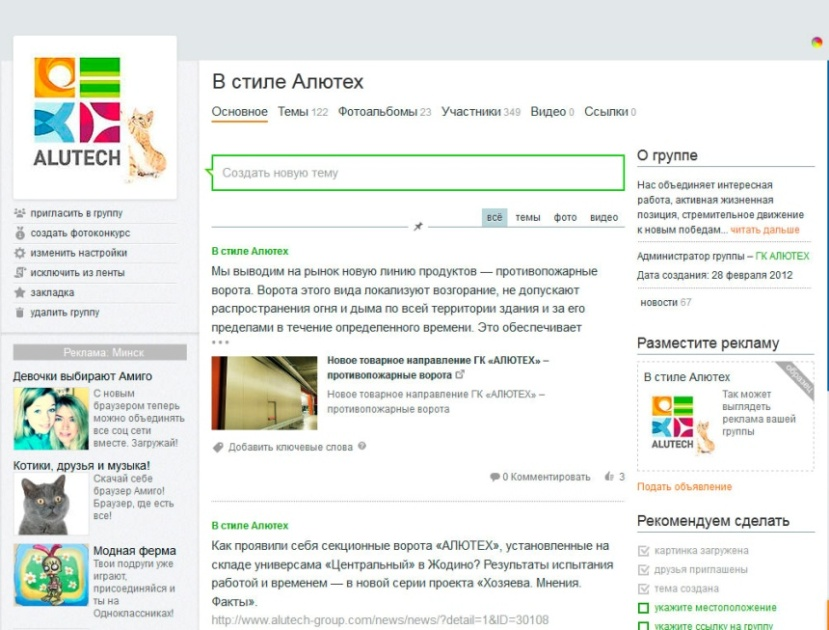 ALUTECH
пригласить в группу
создать фотоконкурс
изменить настройки
исключить из ленты
закладка
удалить группу
Реклама: Минск
Девочки выбирают Амиго
С новым
браузером теперь
можно объединять
все соц сети
вместе. Загружай!
Котики, друзья и музыка!
Скачай себе
браузер Амиго!
Браузер, где есть
все!
Модная ферма
Твои подруги уже
играют,
присоединяйся и
ты на
Одноклассниках!
В стиле Алютех
Основное Темы 122 Фотоальбомы 23 Участники 349 Видео 0 Ссылки 0
Создать новую тему
всё темы фото видео
В стиле Алютех
Мы выводим на рынок новую линию продуктов — противопожарные
ворота. Ворота этого вида локализуют возгорание, не допускают
распространения огня и дыма по всей территории здания и за его
пределами в течение определенного времени. Это обеспечивает
...
Новое товарное направление ГК «АЛЮТЕХ» –
противопожарные ворота
Новое товарное направление ГК «АЛЮТЕХ» –
противопожарные ворота
Добавить ключевые слова ?
0 Комментировать 3
В стиле Алютех
Как проявили себя секционные ворота «АЛЮТЕХ», установленные на
складе универсама «Центральный» в Жодино? Результаты испытания
работой и временем — в новой серии проекта «Хозяева. Мнения.
Факты».
http://www.alutech-group.com/news/news/?detail=1&ID=30108
О группе
Нас объединяет интересная
работа, активная жизненная
позиция, стремительное движение
к новым победам... читать дальше
Администратор группы – ГК АЛЮТЕХ
Дата создания: 28 февраля 2012
новости 67
Разместите рекламу
образец
В стиле Алютех
Так может
выглядеть
реклама вашей
группы
ALUTECH
Подать объявление
Рекомендуем сделать
картинка загружена
друзья приглашены
тема создана
укажите местоположение
укажите ссылку на группу